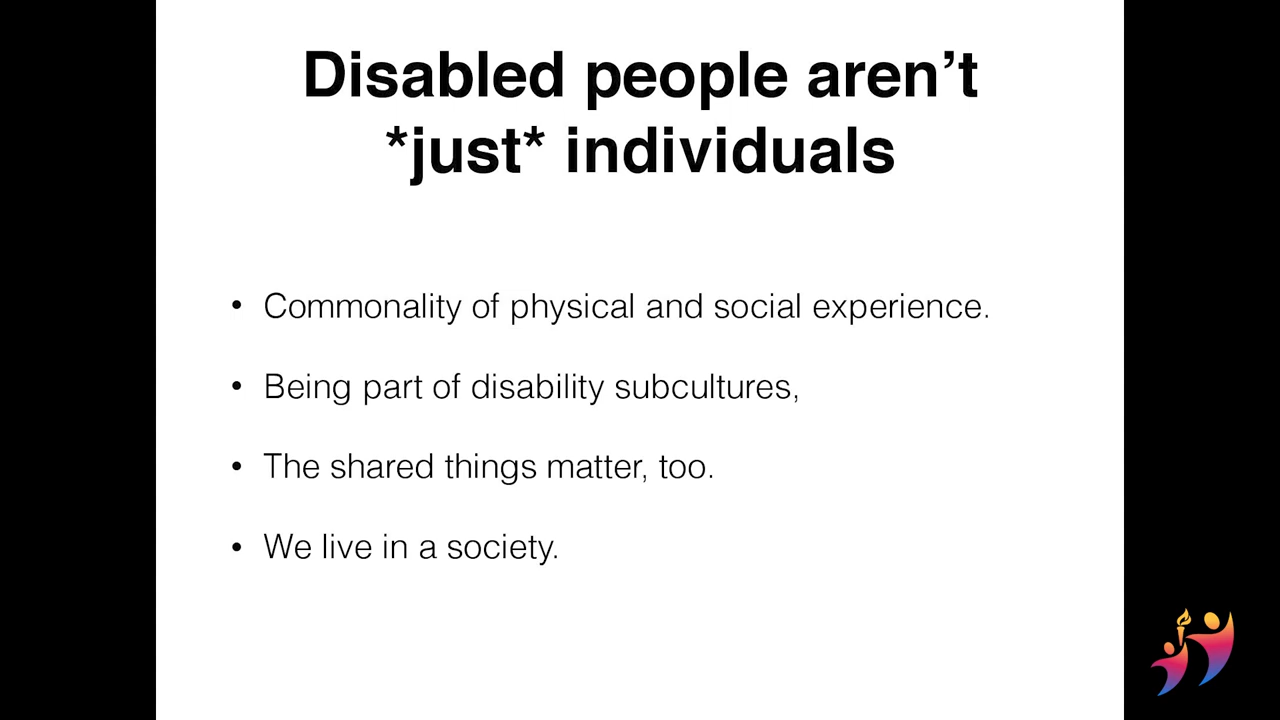 Disabled people aren’t
*just* individuals
• Commonality of physical and social experience.
• Being part of disability subcultures,
• The shared things matter, too.
• We live in a society.